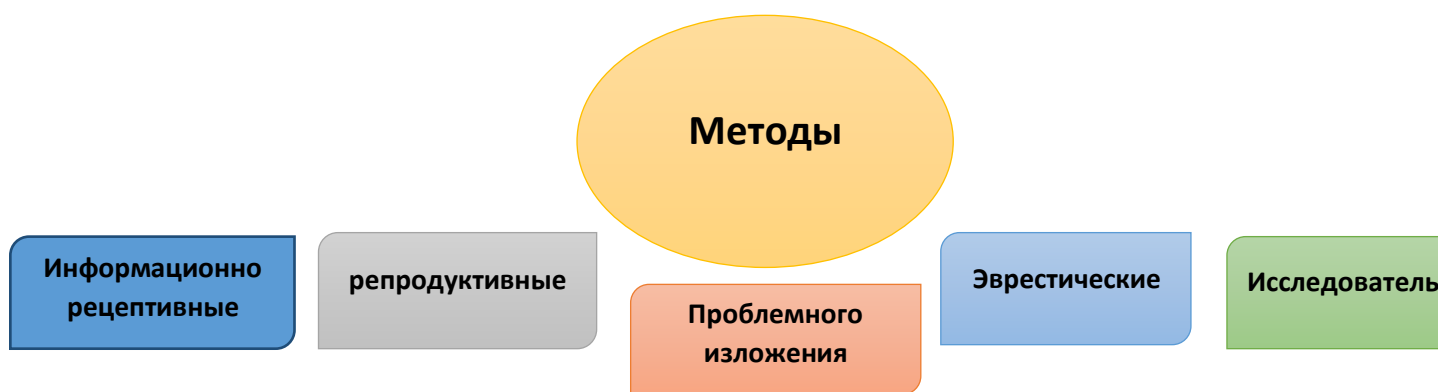 Методы
Информационно
рецептивные
репродуктивные
Проблемного
изложения
Эврестические
Исследователь